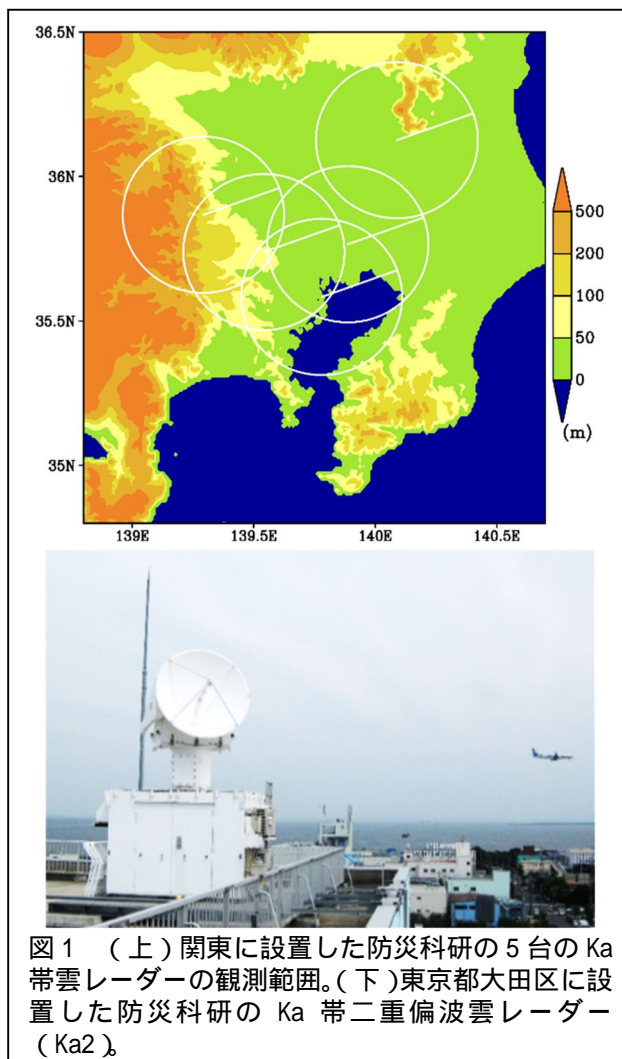 36.5N
36N
35.5N
35N
139E 139.5E 140E 140.5E
500
200
100
50
0
(m)
図1 (上)関東に設置した防災科研の5台のKa
帯雲レーダーの観測範囲。(下)東京都大田区に設
置した防災科研の Ka 帯二重偏波雲レーダー
(Ka2)。